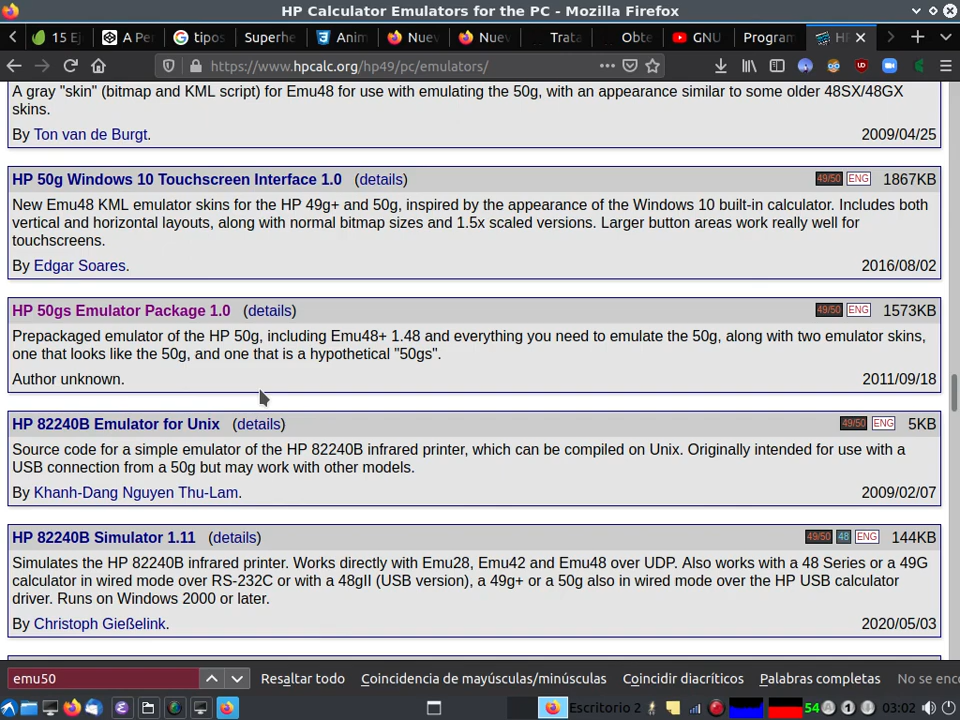 HP Calculator Emulators for the PC - Mozilla Firefox
15 Ej
A Pe
tipos
Superhe
Anim
Nuev
Nuev
Trata
Obte
GNU
Program
HP
https://www.hpcalc.org/hp49/pc/emulators/
A gray "skin" (bitmap and KML script) for Emu48 for use with emulating the 50g, with an appearance similar to some older 48SX/48GX
skins.
By Ton van de Burgt. 2009/04/25
HP 50g Windows 10 Touchscreen Interface 1.0 (details) 49/50 ENG 1867KB
New Emu48 KML emulator skins for the HP 49g+ and 50g, inspired by the appearance of the Windows 10 built-in calculator. Includes both
vertical and horizontal layouts, along with normal bitmap sizes and 1.5x scaled versions. Larger button areas work really well for
touchscreens.
By Edgar Soares. 2016/08/02
HP 50gs Emulator Package 1.0 (details) 49/50 ENG 1573KB
Prepackaged emulator of the HP 50g, including Emu48+ 1.48 and everything you need to emulate the 50g, along with two emulator skins,
one that looks like the 50g, and one that is a hypothetical "50gs".
Author unknown. 2011/09/18
HP 82240B Emulator for Unix (details) 49/50 ENG 5KB
Source code for a simple emulator of the HP 82240B infrared printer, which can be compiled on Unix. Originally intended for use with a
USB connection from a 50g but may work with other models.
By Khanh-Dang Nguyen Thu-Lam. 2009/02/07
HP 82240B Simulator 1.11 (details) 49/50 48 ENG 144KB
Simulates the HP 82240B infrared printer. Works directly with Emu28, Emu42 and Emu48 over UDP. Also works with a 48 Series or a 49G
calculator in wired mode over RS-232C or with a 48gII (USB version), a 49g+ or a 50g also in wired mode over the HP USB calculator
driver. Runs on Windows 2000 or later.
By Christoph Gießelink. 2020/05/03
emu50 Resaltar todo Coincidencia de mayúsculas/minúsculas Coincidir diacríticos Palabras completas No se enc
Escritorio 2 54 03:02